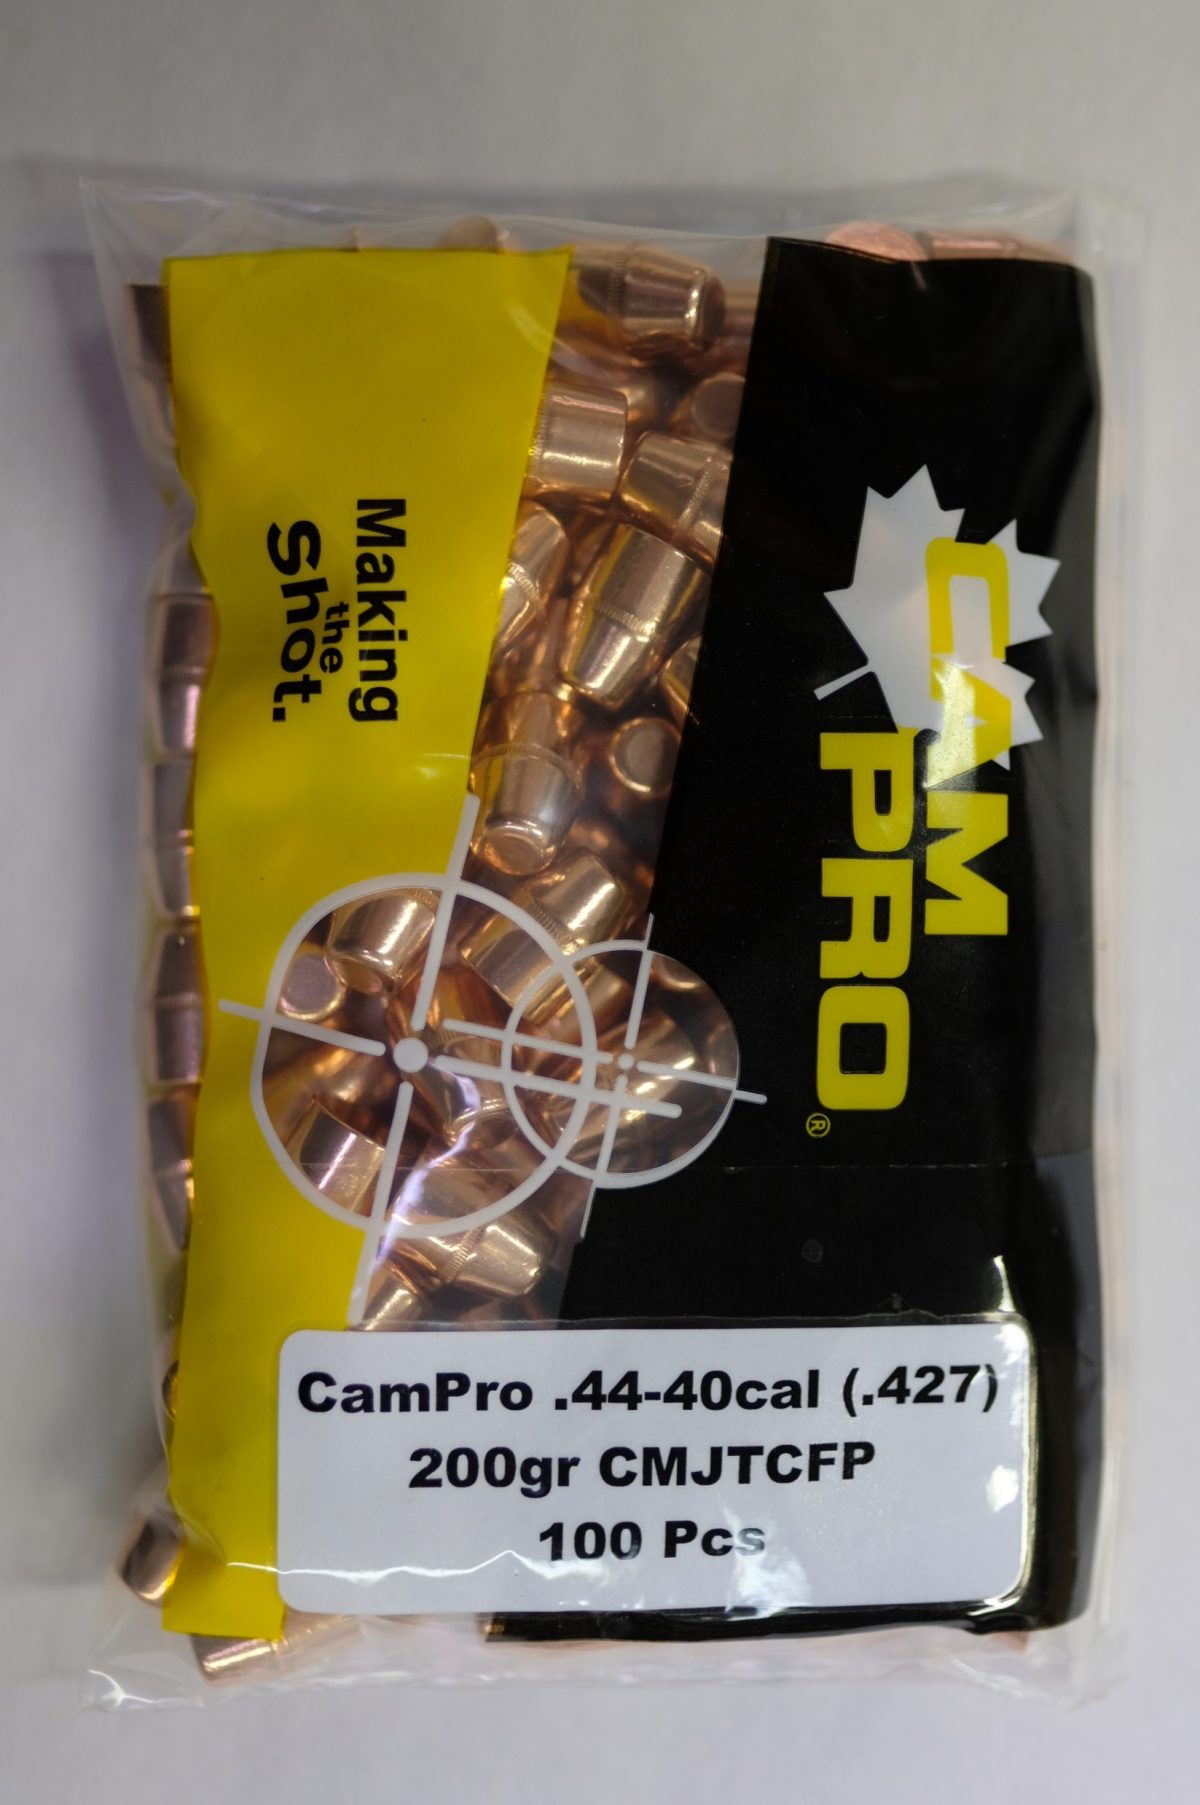 Making
the
Shot.
CAM
PRO®
CamPro .44-40cal (.427)
200gr CMJTCFP
100 Pcs